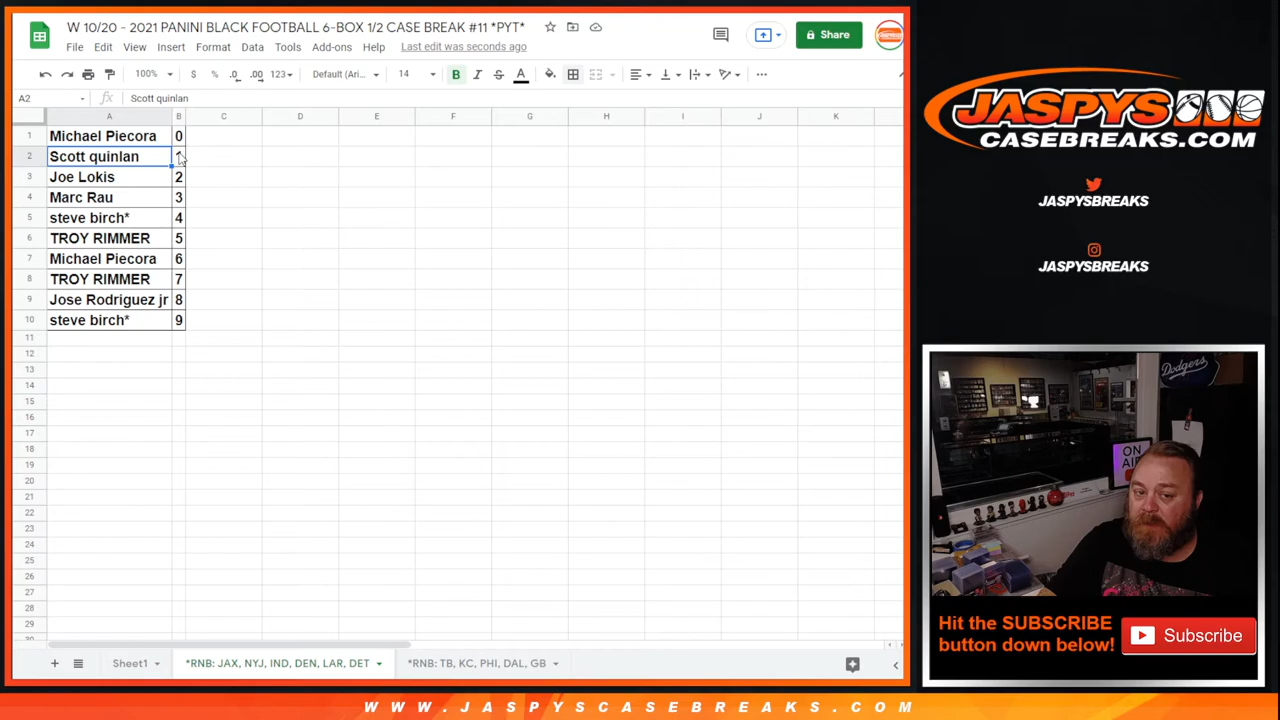 W 10/20 - 2021 PANINI BLACK FOOTBALL 6-BOX 1/2 CASE BREAK #11 *PYT*
File Edit View Insert Format Data Tools Add-ons Help Last edit was seconds ago
Share
100% $ % .0 .00 123 Default (Ari... 14 B I S A
A2 fx Scott quinlan
A B C D E F G H I J K
1 Michael Piecora 0
2 Scott quinlan
3 Joe Lokis 2
4 Marc Rau 3
5 steve birch* 4
6 TROY RIMMER 5
7 Michael Piecora 6
8 TROY RIMMER 7
9 Jose Rodriguez jr 8
10 steve birch* 9
11
12
13
14
15
16
17
18
19
20
21
22
23
24
25
26
27
28
29
30
Sheet1 *RNB: JAX, NYJ, IND, DEN, LAR, DET *RNB: TB, KC, PHI, DAL, GB
JASPYS
CASEBREAKS.COM
JASPYSBREAKS
JASPYSBREAKS
Dodgers
ON
AIR
Hit the SUBSCRIBE
button down below!
Subscribe
WWW.JASPYSCASEBREAKS.COM